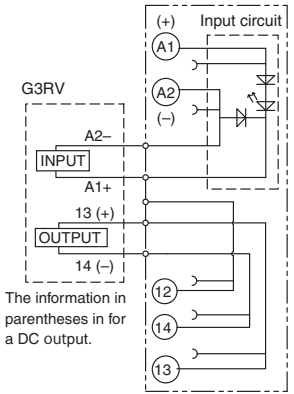 (+)
Input circuit
A1
A2
(–)
G3RV
A2–
INPUT
A1+
13 (+)
OUTPUT
14 (–)
The information in
parentheses in for
a DC output.
12
14
13